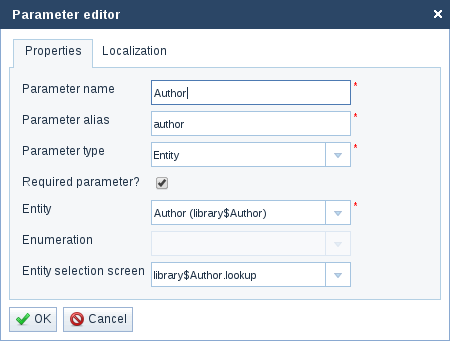 Parameter editor
Properties Localization
Parameter name Author *
Parameter alias author *
Parameter type Entity *
Required parameter?
Entity Author (library$Author) *
Enumeration
Entity selection screen library$Author.lookup
OK Cancel